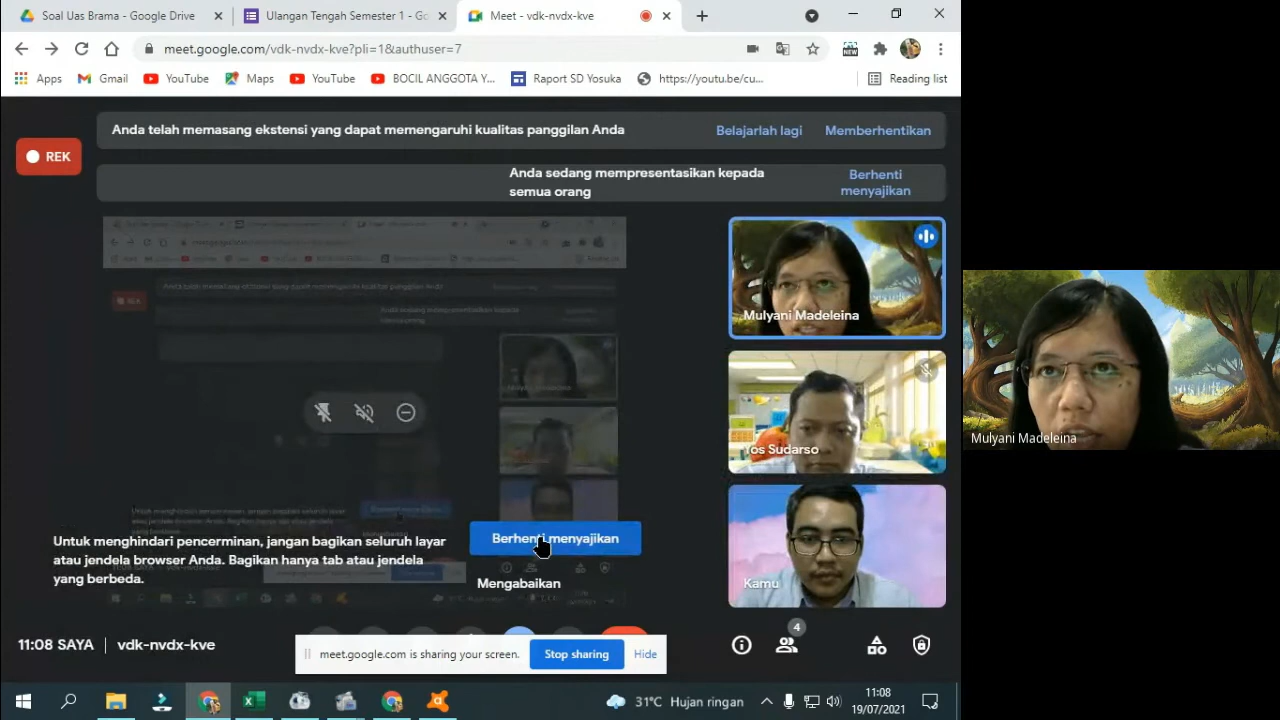 Soal Uas Brama - Google Drive
Ulangan Tengah Semester 1 - Go
Meet - vdk-nvdx-kve
meet.google.com/vdk-nvdx-kve?pli=1&authuser=7
NEW
Apps
Gmail
YouTube
Maps
YouTube
BOCIL ANGGOTA Y...
Raport SD Yosuka
https://youtu.be/cu...
Reading list
Anda telah memasang ekstensi yang dapat memengaruhi kualitas panggilan Anda
Belajarlah lagi
Memberhentikan
REK
Anda sedang mempresentasikan kepada
semua orang
Berhenti
menyajikan
Mulyani Madeleina
Yos Sudarso
Kamu
Mulyani Madeleina
Untuk menghindari pencerminan, jangan bagikan seluruh layar
atau jendela browser Anda. Bagikan hanya tab atau jendela
yang berbeda.
Berhenti menyajikan
Mengabaikan
11:08 SAYA
vdk-nvdx-kve
meet.google.com is sharing your screen.
Stop sharing
Hide
4
31°C Hujan ringan
11:08
19/07/2021